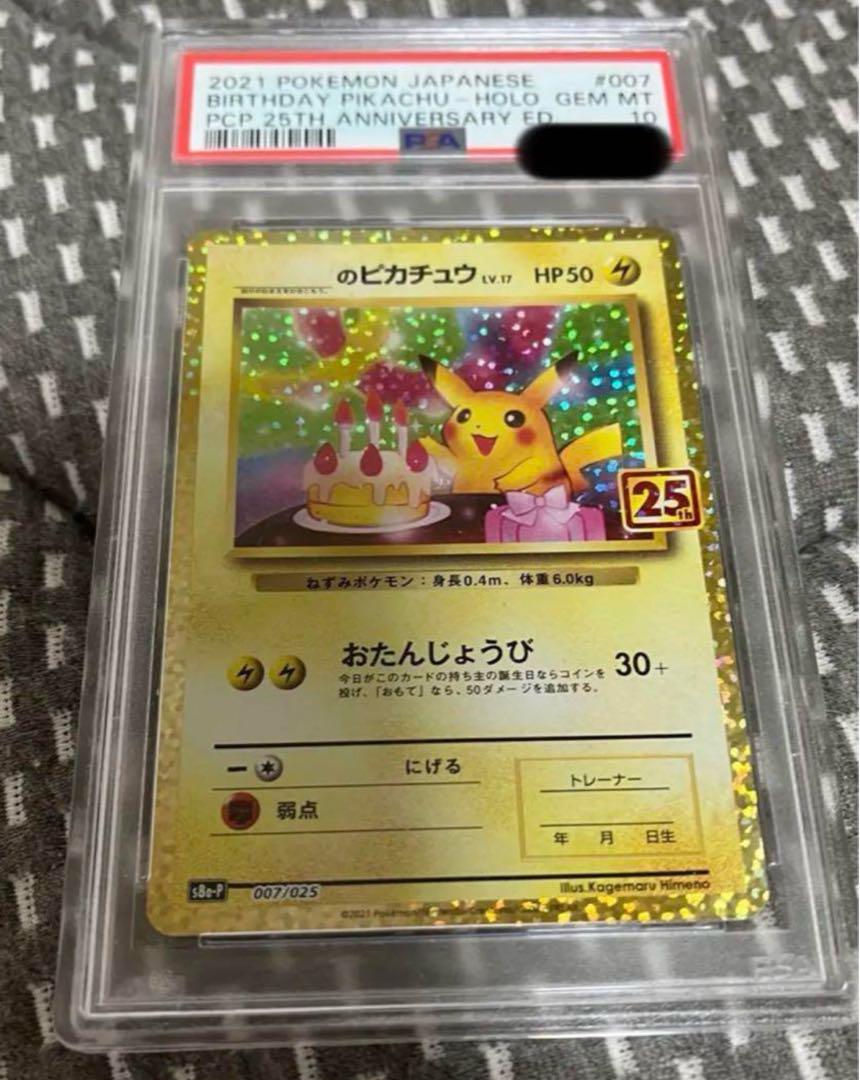 2021 POKEMON JAPANESE #007
BIRTHDAY PIKACHU - HOLO GEM MT
PCP 25TH ANNIVERSARY ED. 10
PSA
のピカチュウ LV.17 HP50
25th
ねずみポケモン：身長0.4m、体重6.0kg
おたんじょうび 30+
今日がこのカードの持ち主の誕生日ならコインを
投げ、「おもて」なら、50ダメージを追加する。
にげる
弱点
トレーナー
年 月 日生
s8a-P 007/025
Illus.Kagemaru Himeno
©2021 Pokémon